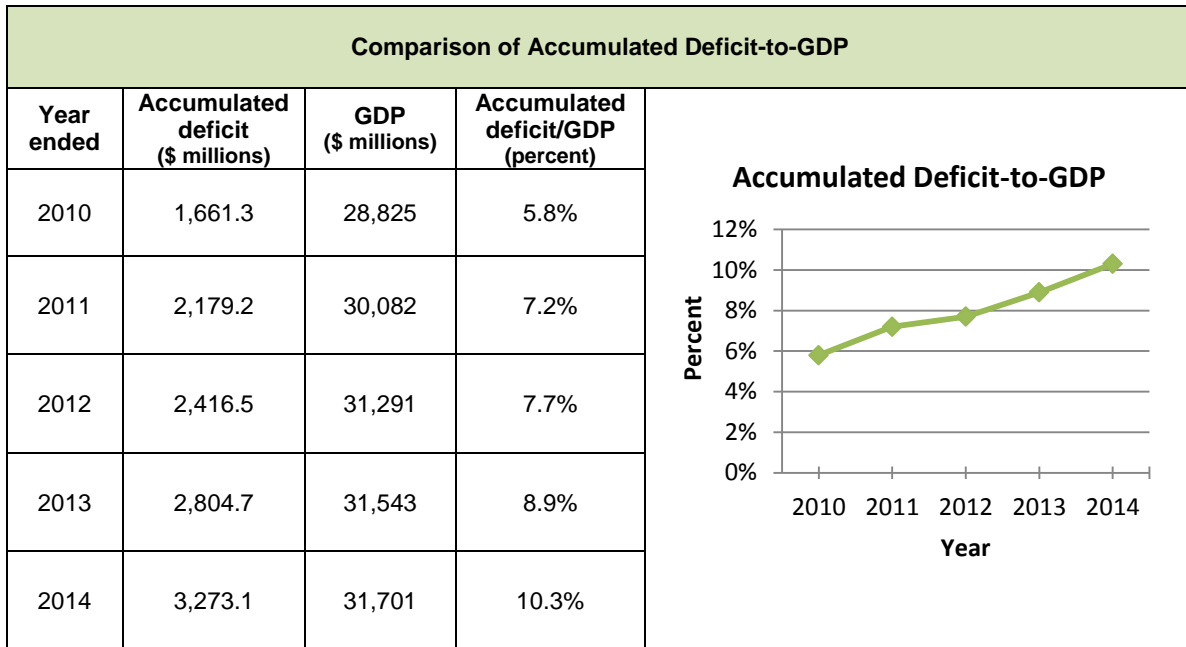 Comparison of Accumulated Deficit-to-GDP
Year ended
Accumulated deficit ($ millions)
GDP ($ millions)
Accumulated deficit/GDP (percent)
2010 1,661.3 28,825 5.8%
2011 2,179.2 30,082 7.2%
2012 2,416.5 31,291 7.7%
2013 2,804.7 31,543 8.9%
2014 3,273.1 31,701 10.3%
Accumulated Deficit-to-GDP
Percent
12%
10%
8%
6%
4%
2%
0%
2010 2011 2012 2013 2014
Year